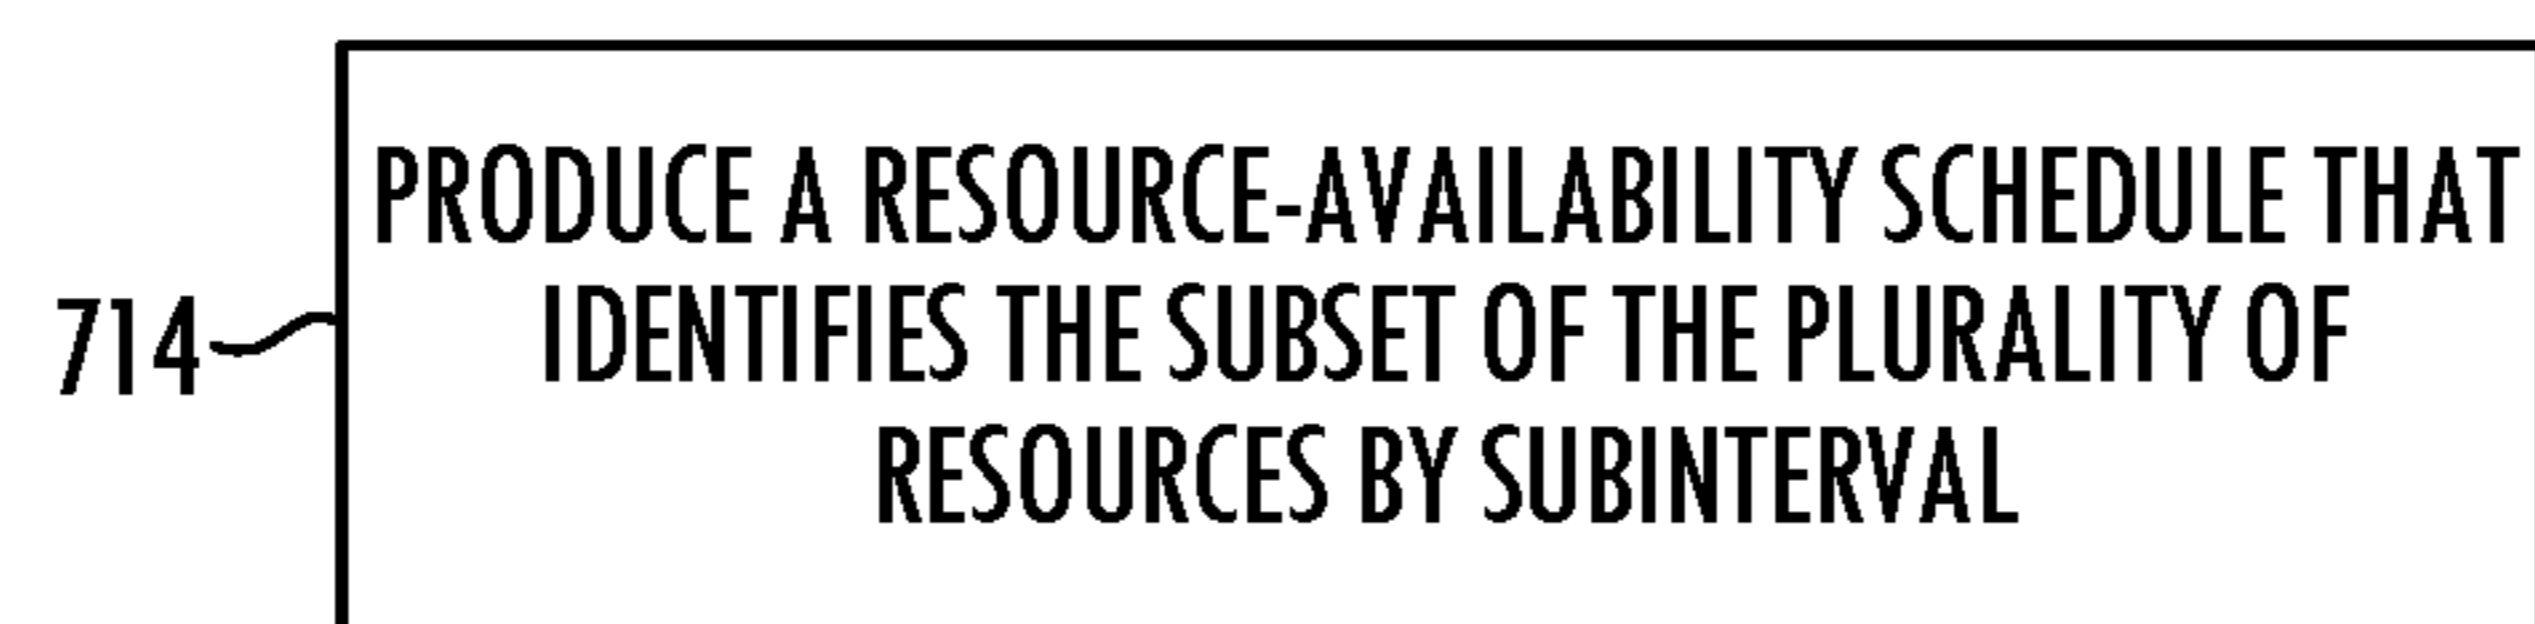 PRODUCE A RESOURCE-AVAILABILITY SCHEDULE THAT
IDENTIFIES THE SUBSET OF THE PLURALITY OF
714
RESOURCES BY SUBINTERVAL